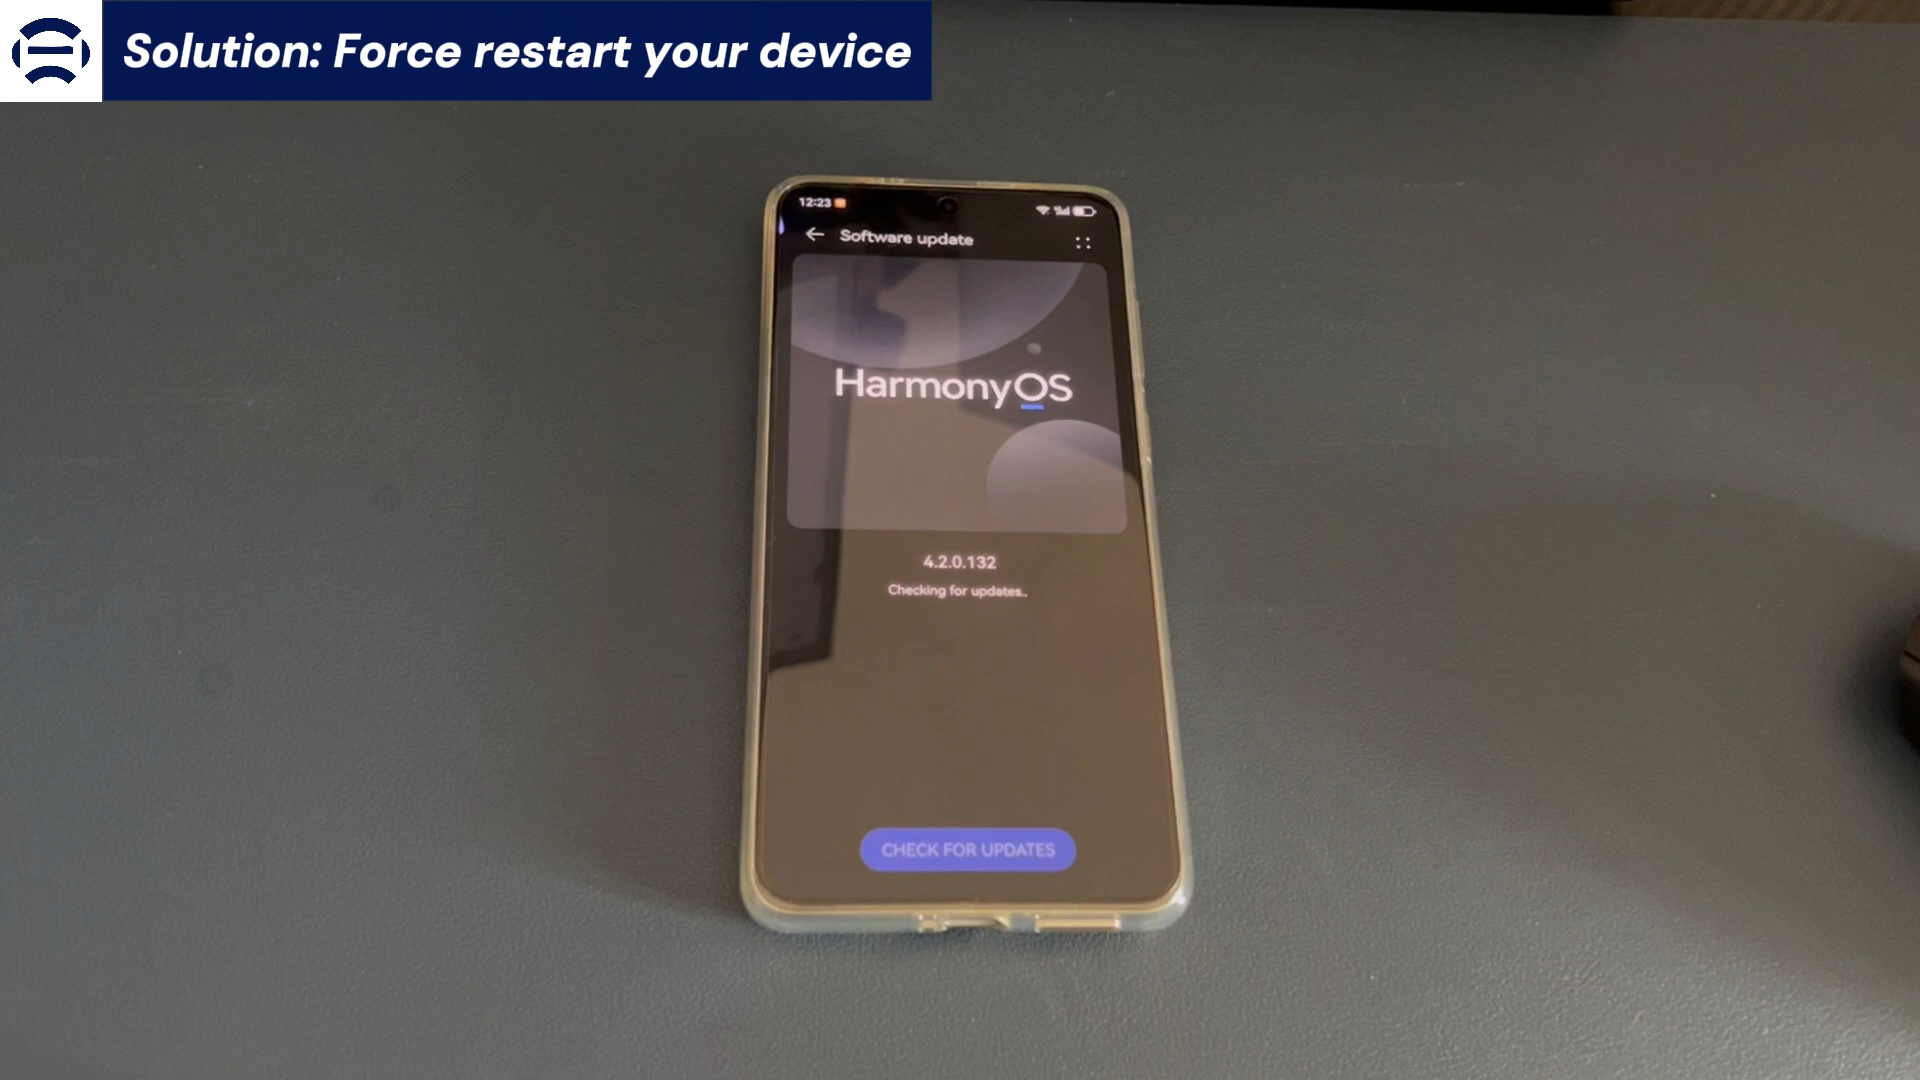 Solution: Force restart your device
12:23
Software update
HarmonyOS
4.2.0.132
Checking for updates..
CHECK FOR UPDATES